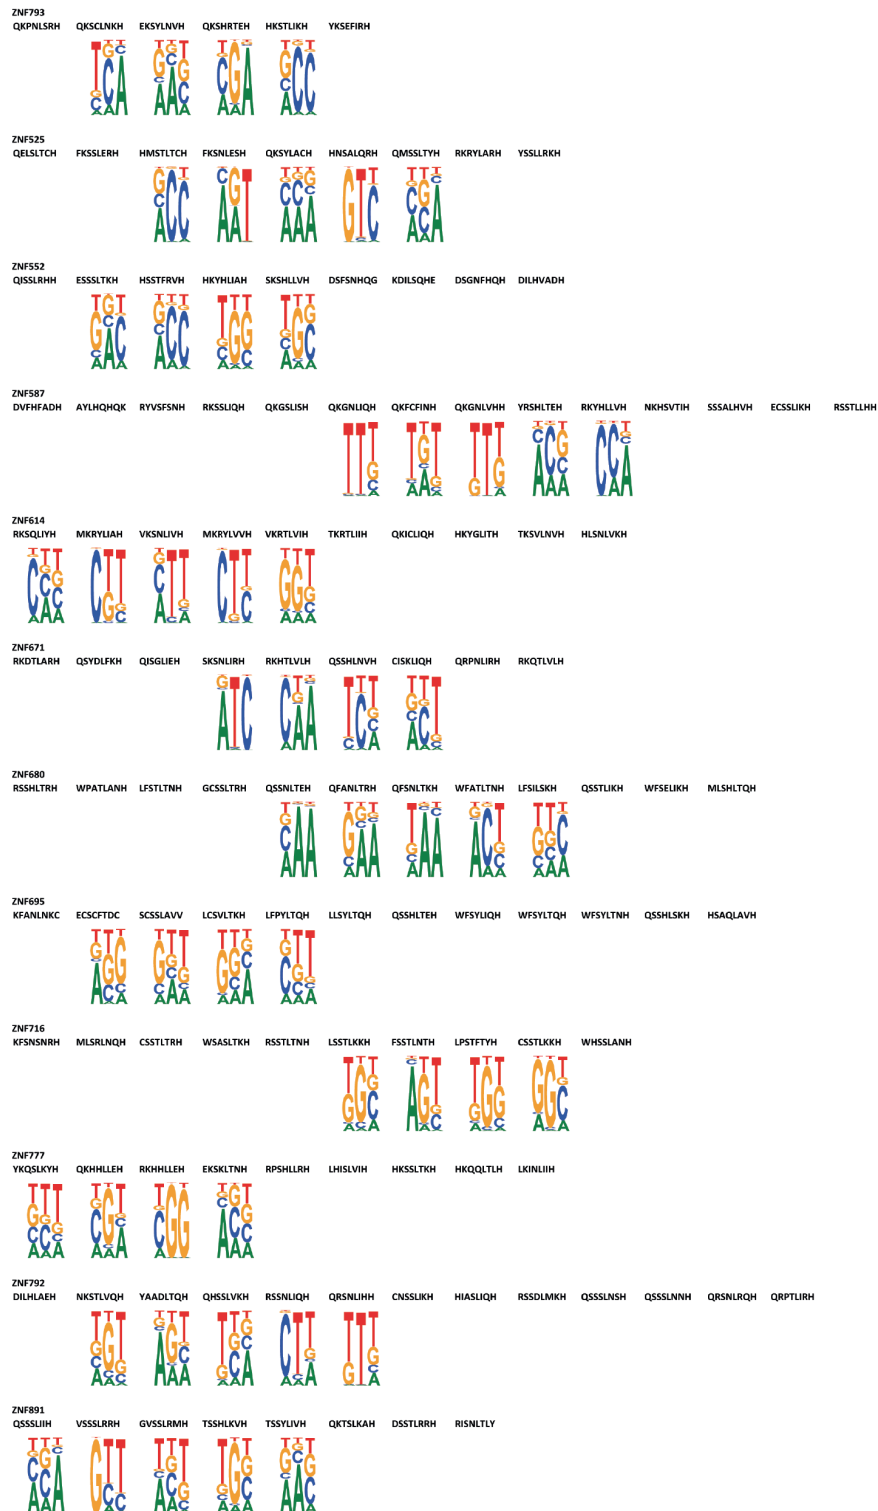 ZNF793
QKPNLSRH QKSCLNKH EKSYLNVH QKSHRTEH HKSTLIKH YKSEFIRH
ZNF525
QELSLTCH FKSSLERH HMSTLTCH FKSNLESH QKSYLACH HNSALQRH QMSSLTYH RKRYLARH YSSLLRKH
ZNF552
QISSLRHH ESSSLTKH HSSTFRVH HKYHLIAH SKSHLLVH DSFSNHQG KDILSQHE DSGNFHQH DILHVADH
ZNF587
DVFHFADH AYLHQHQK RYVSFSNH RKSSLIQH QKGSLISH QKGNLIQH QKFCFINH QKGNLVHH YRSHLTEH RKYHLLVH NKHSVTIH SSSALHVH ECSSLIKH RSSTLLHH
ZNF614
RKSQLIYH MKRYLIAH VKSNLIVH MKRYLVVH VKRTLVIH TKRTLIIH QKICLIQH HKYGLITH TKSVLNVH HLSNLVKH
ZNF671
RKDTLARH QSYDLFKH QISGLIEH SKSNLIRH RKHTLVLH QSSHLNVH CISKLIQH QRPNLIRH RKQTLVLH
ZNF680
RSSHLTRH WPATLANH LFSTLTNH GCSSLTRH QSSNLTEH QFANLTRH QFSNLTKH WFATLTNH LFSILSKH QSSTLIKH WFSELIKH MLSHLTQH
ZNF695
KFANLNKC ECSCFTDC SCSSLAVV LCSVLTKH LFPYLTQH LLSYLTQH QSSHLTEH WFSYLIQH WFSYLTQH WFSYLTNH QSSHLSKH HSAQLAVH
ZNF716
KFSNSNRH MLSRLNQH CSSTLTRH WSASLTKH RSSTLTNH LSSTLKKH FSSTLNTH LPSTFTYH CSSTLKKH WHSSLANH
ZNF777
YKQSLKYH QKHHLLEH RKHHLLEH EKSKLTNH RPSHLLRH LHISLVIH HKSSLTKH HKQQLTLH LKINLIIH
ZNF792
DILHLAEH NKSTLVQH YAADLTQH QHSSLVKH RSSNLIQH QRSNLIHH CNSSLIKH HIASLIQH RSSDLMKH QSSSLNSH QSSSLNNH QRSNLRQH QRPTLIRH
ZNF891
QSSSLIIH VSSSLRRH GVSSLRMH TSSHLKVH TSSYLIVH QKTSLKAH DSSTLRRH RISNLTLY